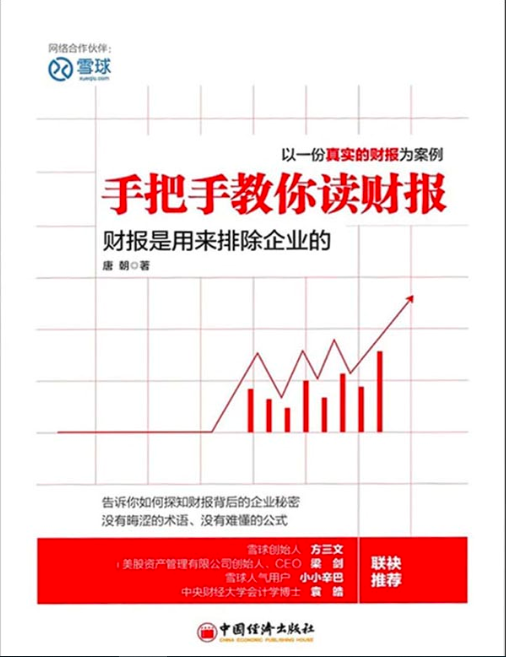 网络合作伙伴：
雪球
xueqiu.com
以一份真实的财报为案例
手把手教你读财报
财报是用来排除企业的
唐 朝◎著
告诉你如何探知财报背后的企业秘密
没有晦涩的术语、没有难懂的公式
雪球创始人 方三文
美股资产管理有限公司创始人、CEO 梁 剑
雪球人气用户 小小辛巴
中央财经大学会计学博士 袁 皓
联袂
推荐
中国经济出版社